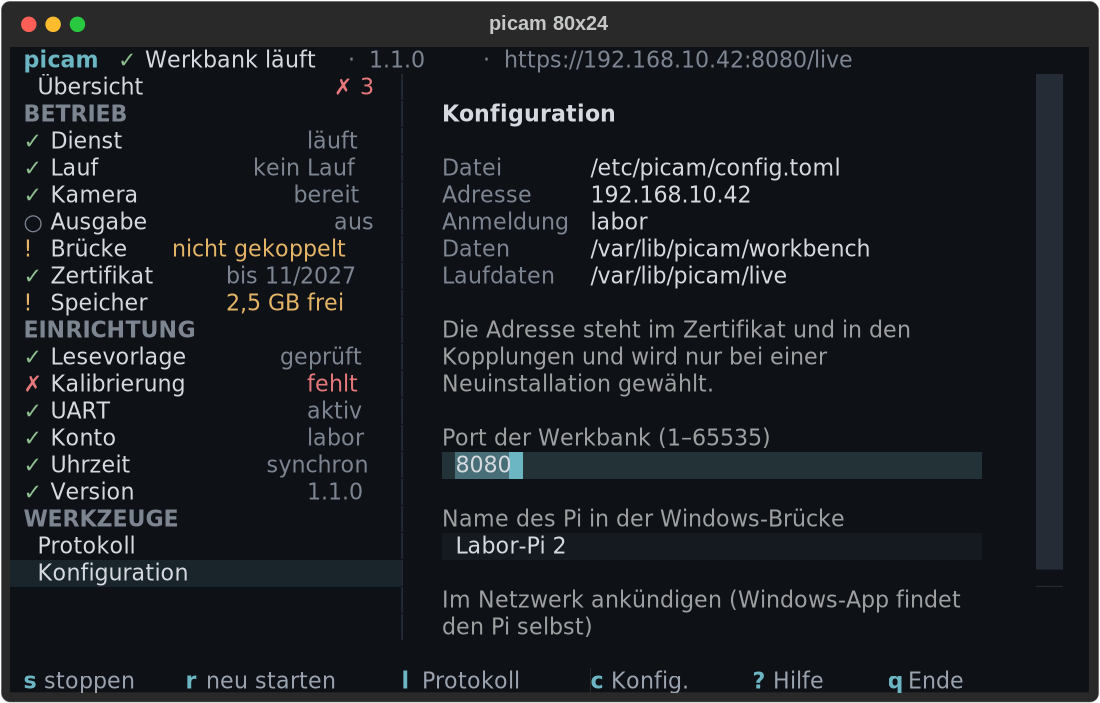 picam 80x24
picam ✓ Werkbank läuft · 1.1.0 · https://192.168.10.42:8080/live
Übersicht ✗ 3
BETRIEB
✓ Dienst läuft
✓ Lauf kein Lauf
✓ Kamera bereit
○ Ausgabe aus
! Brücke nicht gekoppelt
✓ Zertifikat bis 11/2027
! Speicher 2,5 GB frei
EINRICHTUNG
✓ Lesevorlage geprüft
✗ Kalibrierung fehlt
✓ UART aktiv
✓ Konto labor
✓ Uhrzeit synchron
✓ Version 1.1.0
WERKZEUGE
Protokoll
Konfiguration
Konfiguration
Datei /etc/picam/config.toml
Adresse 192.168.10.42
Anmeldung labor
Daten /var/lib/picam/workbench
Laufdaten /var/lib/picam/live
Die Adresse steht im Zertifikat und in den
Kopplungen und wird nur bei einer
Neuinstallation gewählt.
Port der Werkbank (1–65535)
8080
Name des Pi in der Windows-Brücke
Labor-Pi 2
Im Netzwerk ankündigen (Windows-App findet
den Pi selbst)
s stoppen r neu starten l Protokoll c Konfig. ? Hilfe q Ende